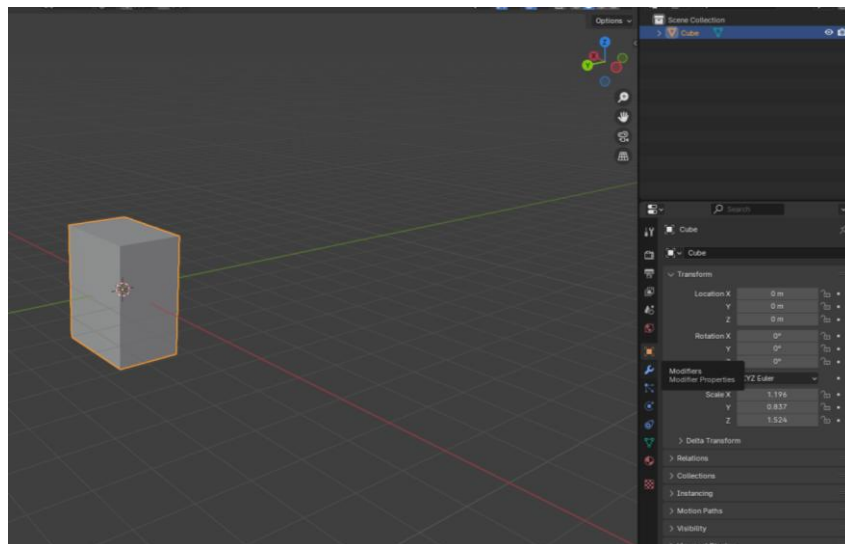 Options
Scene Collection
Cube
Z
Y
Search
Cube
Cube
Transform
Location X 0 m
Y 0 m
Z 0 m
Rotation X 0°
Y 0°
0°
Modifiers
Modifier Properties
XYZ Euler
Scale X 1.196
Y 0.837
Z 1.524
Delta Transform
Relations
Collections
Instancing
Motion Paths
Visibility